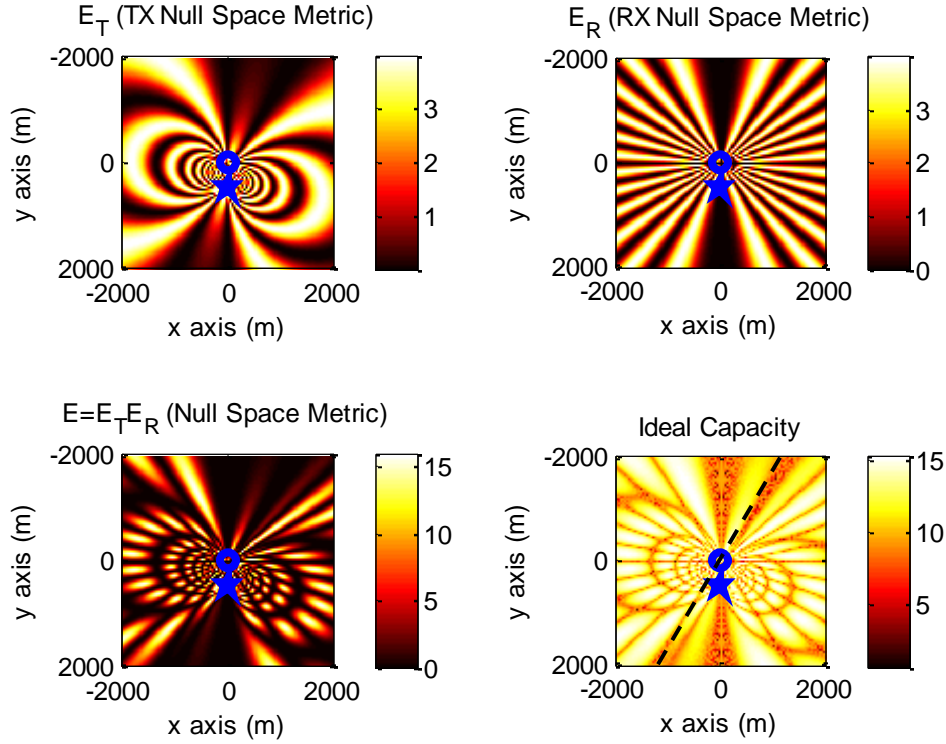 E_T (TX Null Space Metric)
-2000
0
2000
y axis (m)
-2000 0 2000
x axis (m)
3
2
1
E_R (RX Null Space Metric)
-2000
0
2000
y axis (m)
-2000 0 2000
x axis (m)
3
2
1
0
E=E_TE_R (Null Space Metric)
-2000
0
2000
y axis (m)
-2000 0 2000
x axis (m)
15
10
5
0
Ideal Capacity
-2000
0
2000
y axis (m)
-2000 0 2000
x axis (m)
15
10
5